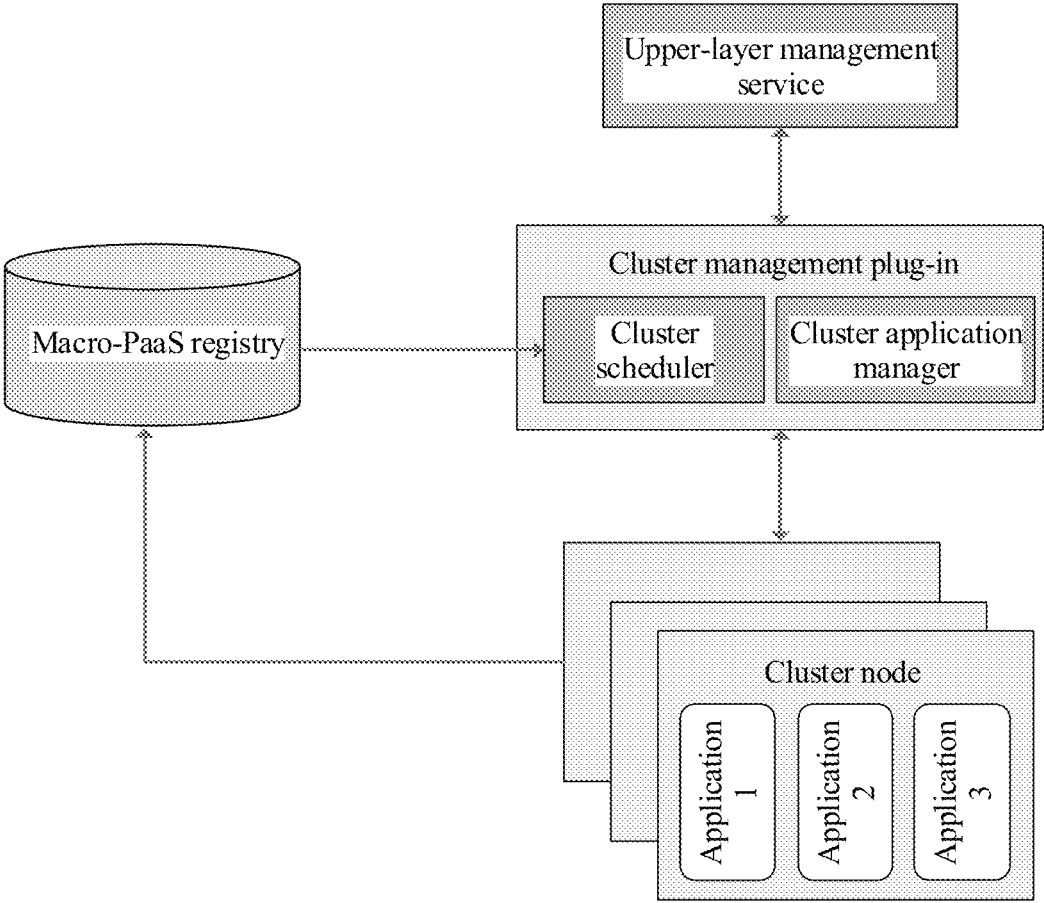 Upper-layer management
service
Cluster management plug-in
Macro-PaaS registry
Cluster
scheduler
Cluster application
manager
Cluster node
Application
1
Application
2
Application
3